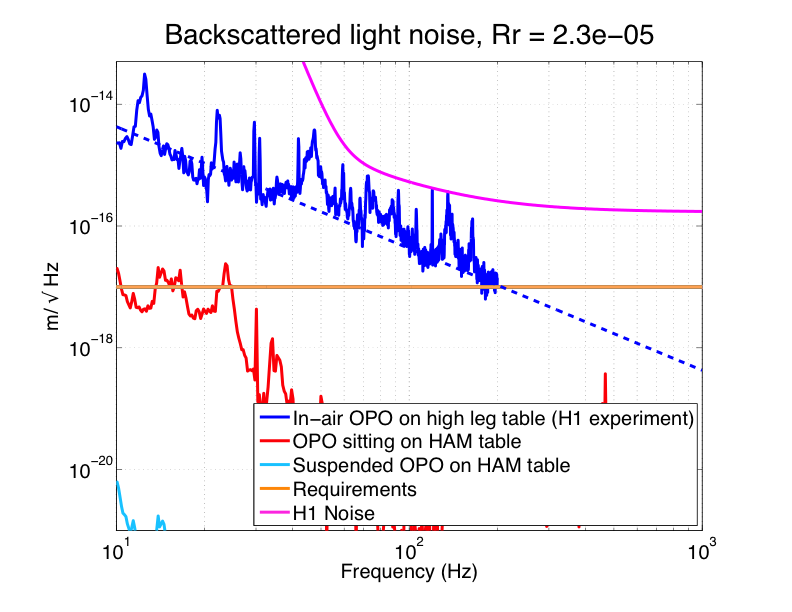 Backscattered light noise, Rr = 2.3e−05
m/ √ Hz
10^−14
10^−16
10^−18
10^−20
In−air OPO on high leg table (H1 experiment)
OPO sitting on HAM table
Suspended OPO on HAM table
Requirements
H1 Noise
10^1
10^2
10^3
Frequency (Hz)